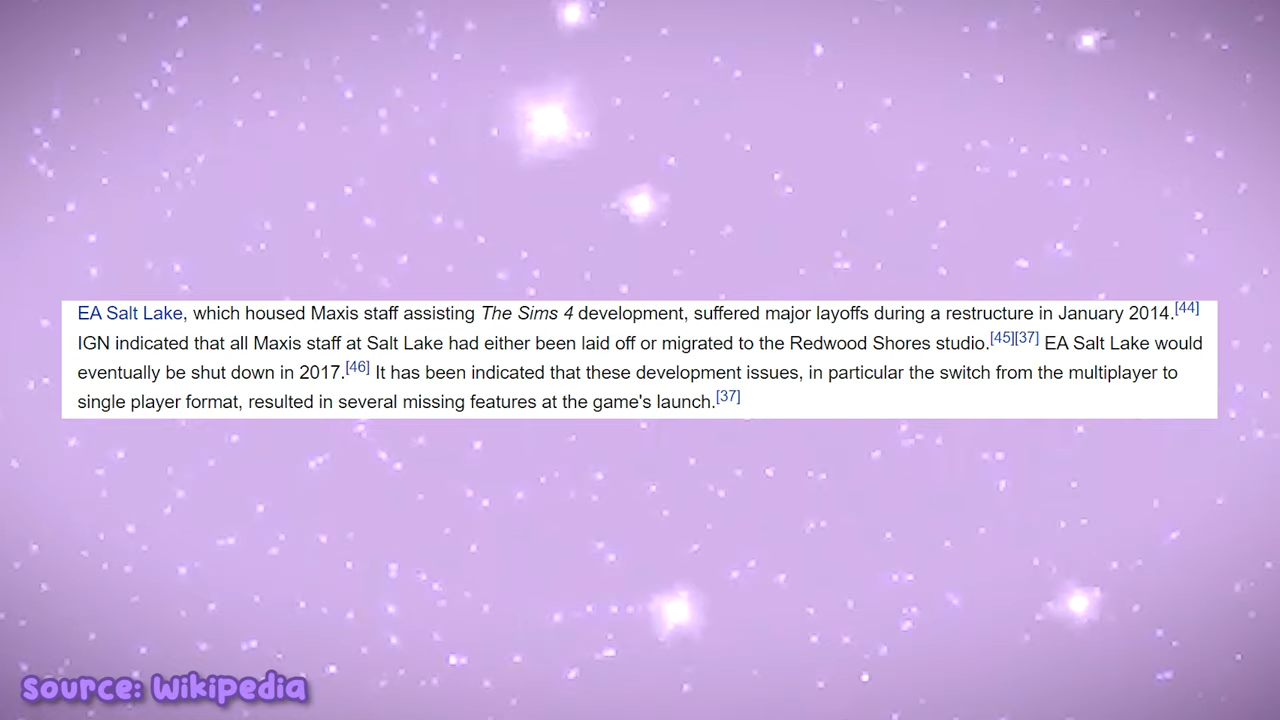 EA Salt Lake, which housed Maxis staff assisting The Sims 4 development, suffered major layoffs during a restructure in January 2014.[44]
IGN indicated that all Maxis staff at Salt Lake had either been laid off or migrated to the Redwood Shores studio.[45][37] EA Salt Lake would
eventually be shut down in 2017.[46] It has been indicated that these development issues, in particular the switch from the multiplayer to
single player format, resulted in several missing features at the game's launch.[37]
source: Wikipedia